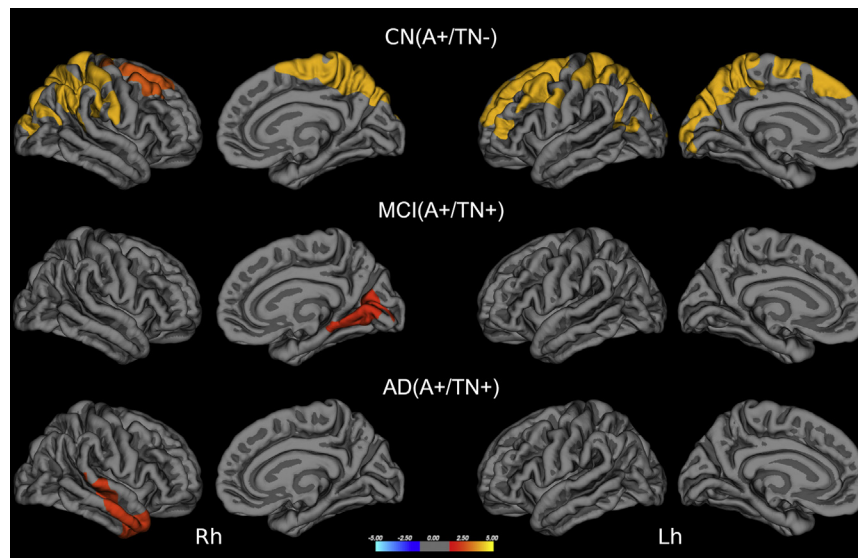 CN(A+/TN-)
MCI(A+/TN+)
AD(A+/TN+)
Rh
Lh
-5.00 -2.50 0.00 2.50 5.00